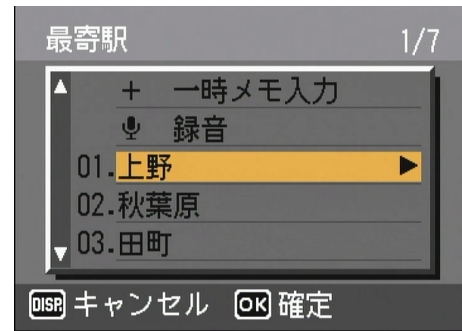 最寄駅 1/7
+ 一時メモ入力
録音
01.上野
02.秋葉原
03.田町
DISP. キャンセル OK 確定